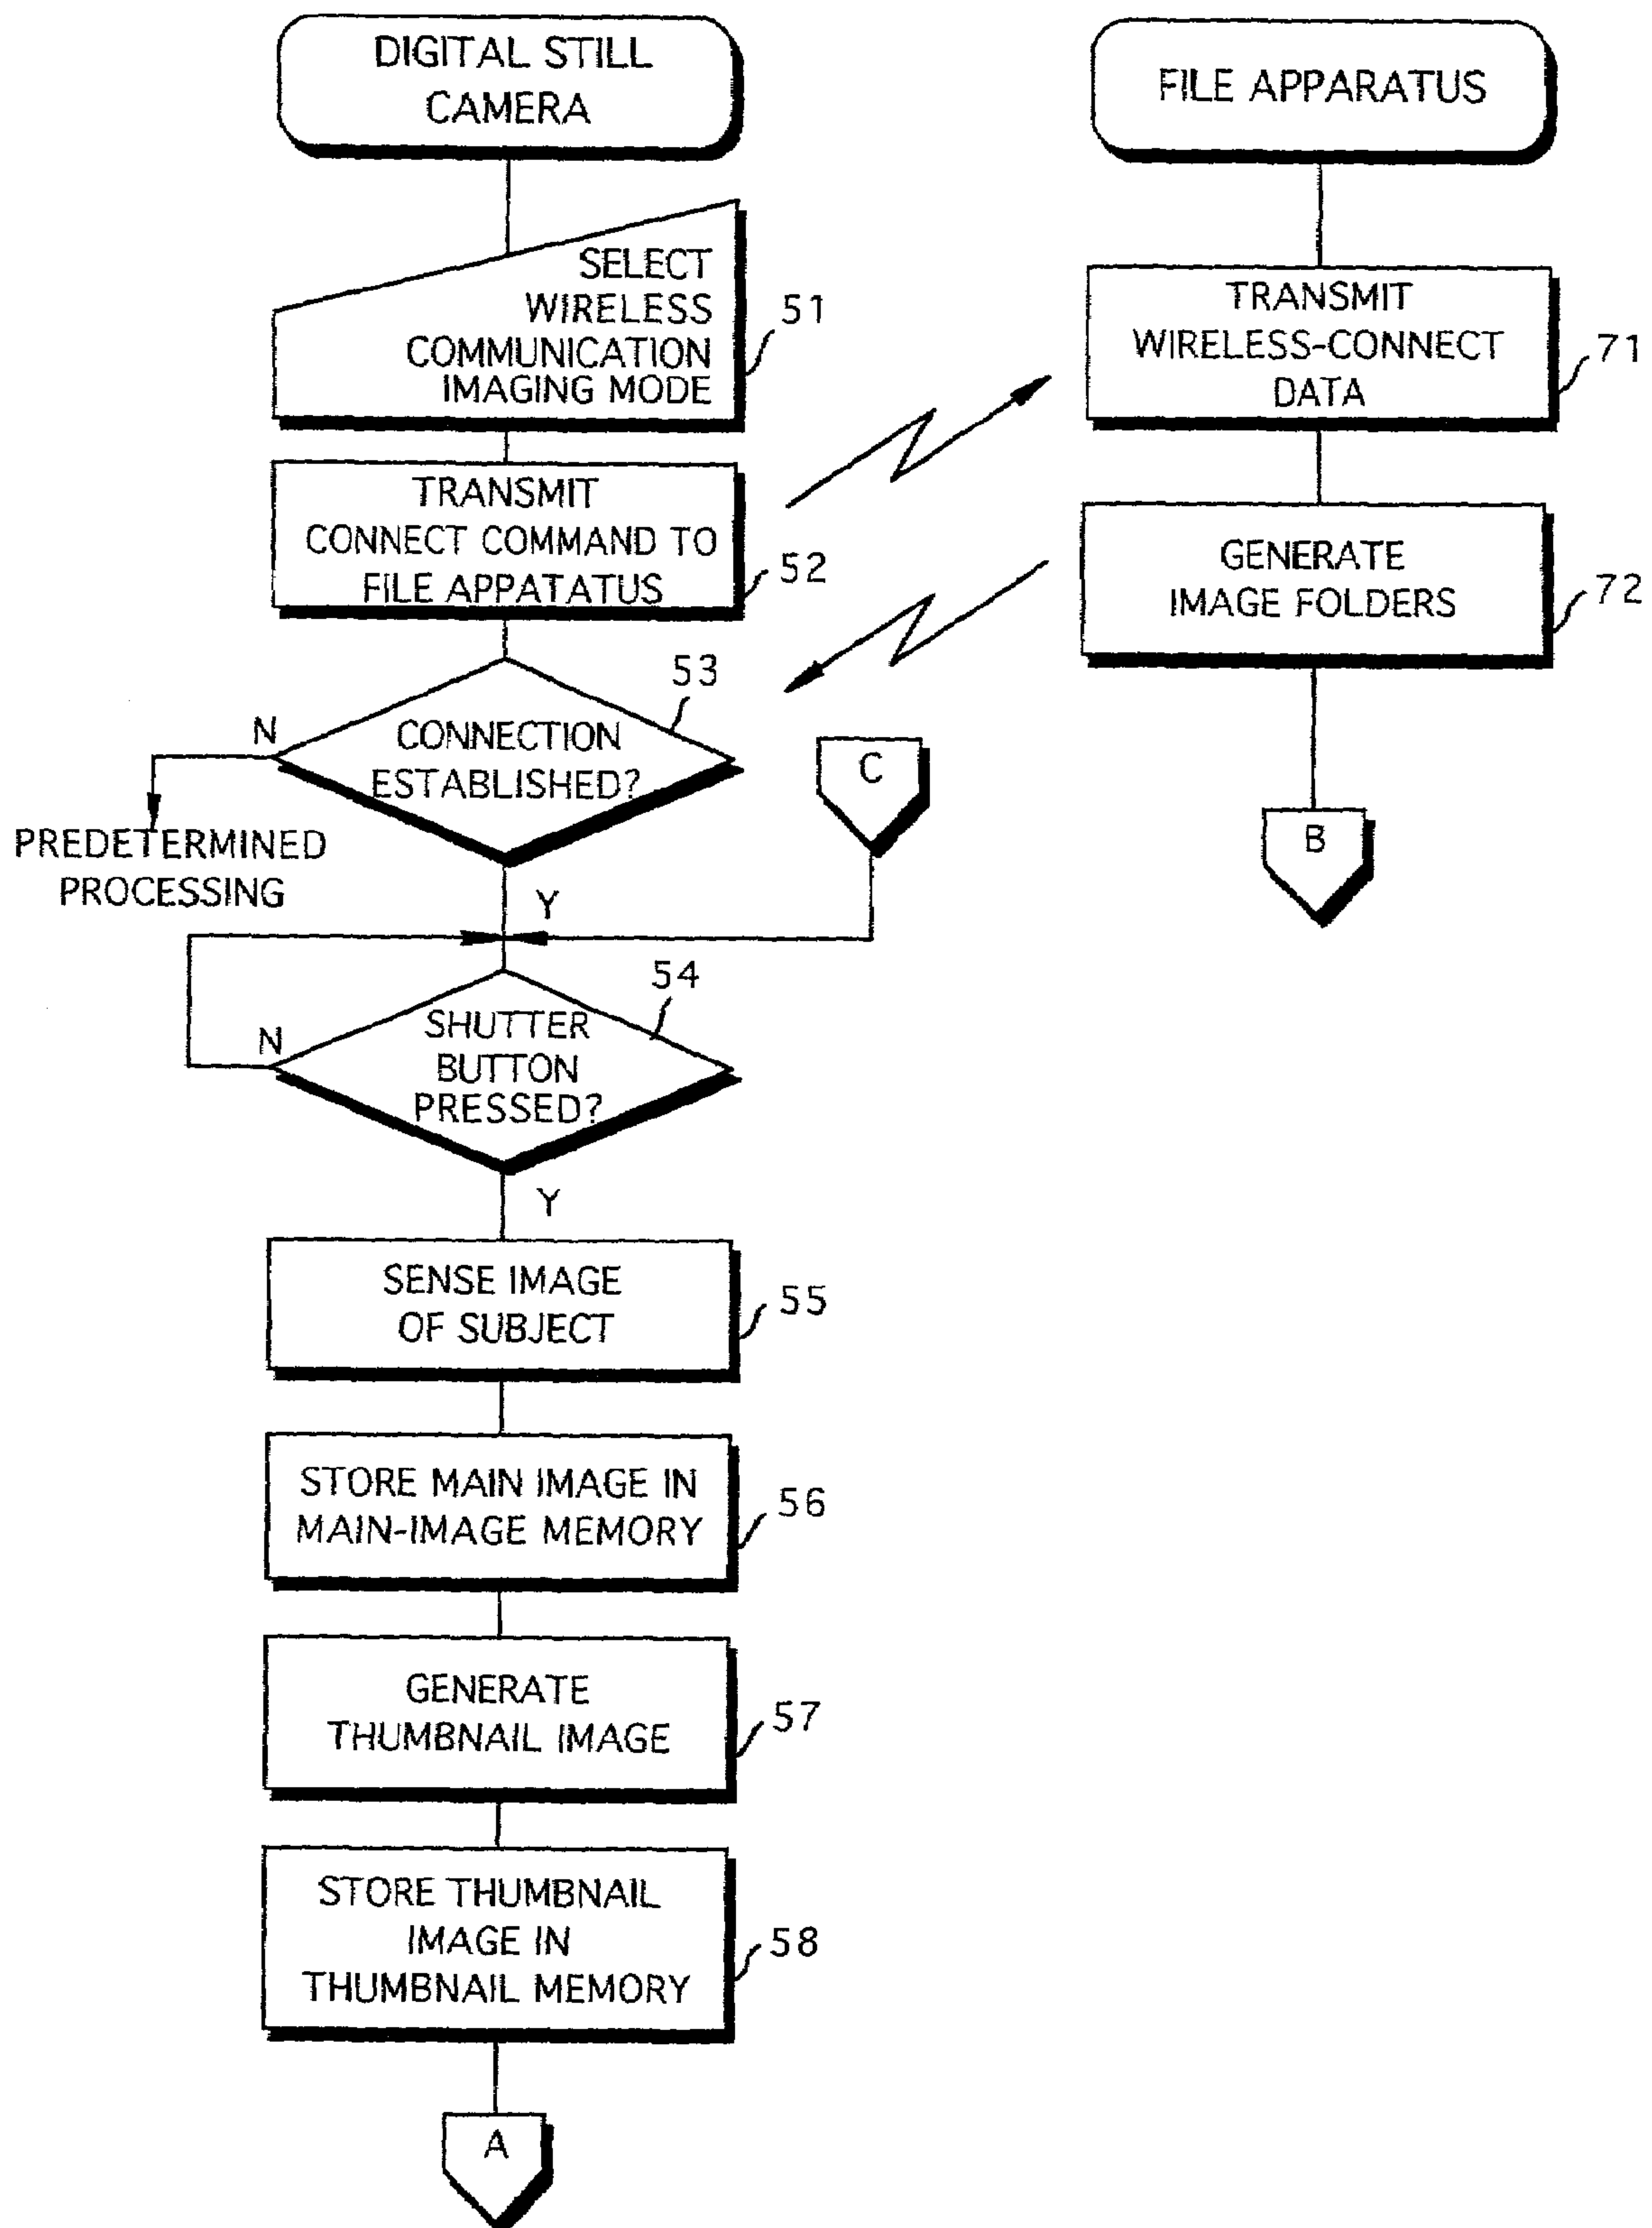 DIGITAL STILL
CAMERA
SELECT
WIRELESS
COMMUNICATION
IMAGING MODE
51
TRANSMIT
CONNECT COMMAND TO
FILE APPATATUS
52
CONNECTION
ESTABLISHED?
53
N
PREDETERMINED
PROCESSING
Y
C
SHUTTER
BUTTON
PRESSED?
54
N
Y
SENSE IMAGE
OF SUBJECT
55
STORE MAIN IMAGE IN
MAIN-IMAGE MEMORY
56
GENERATE
THUMBNAIL IMAGE
57
STORE THUMBNAIL
IMAGE IN
THUMBNAIL MEMORY
58
A
FILE APPARATUS
TRANSMIT
WIRELESS-CONNECT
DATA
71
GENERATE
IMAGE FOLDERS
72
B